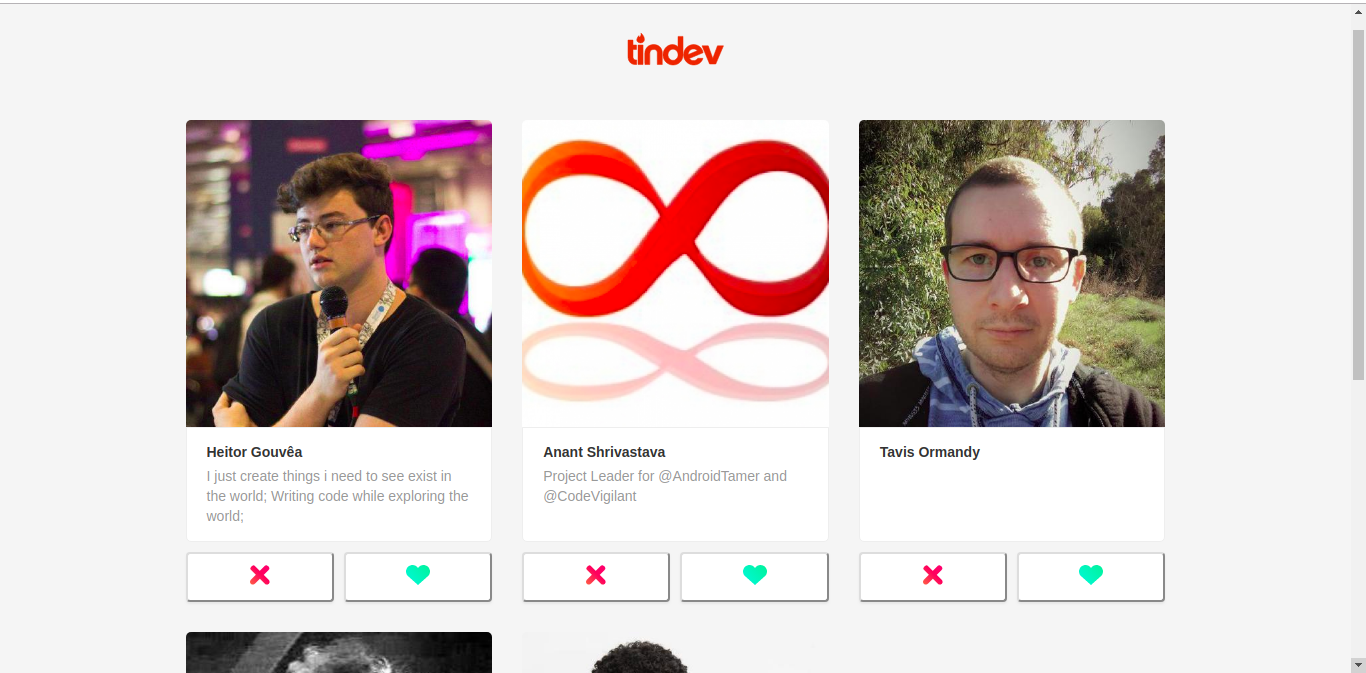 tindev
Heitor Gouvêa
I just create things i need to see exist in
the world; Writing code while exploring the
world;
Anant Shrivastava
Project Leader for @AndroidTamer and
@CodeVigilant
Tavis Ormandy